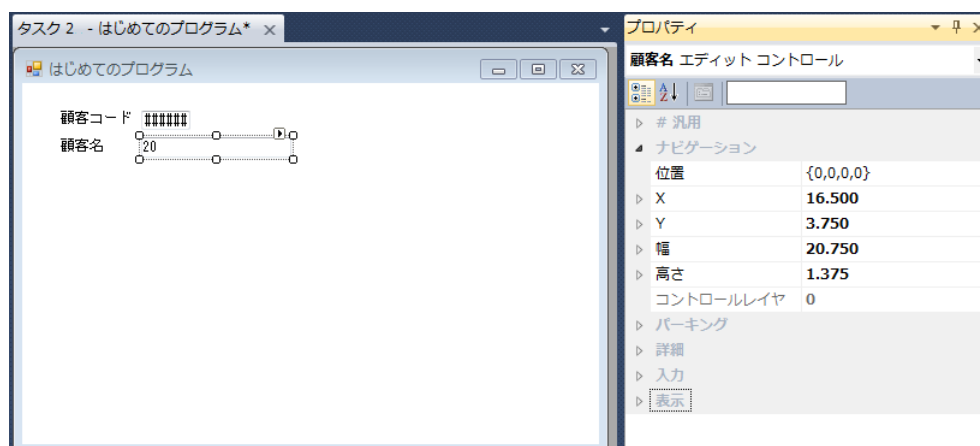 タスク 2 - はじめてのプログラム*
はじめてのプログラム
顧客コード ######
顧客名 20
プロパティ
顧客名 エディット コントロール
# 汎用
ナビゲーション
位置 {0,0,0,0}
X 16.500
Y 3.750
幅 20.750
高さ 1.375
コントロールレイヤ 0
パーキング
詳細
入力
表示